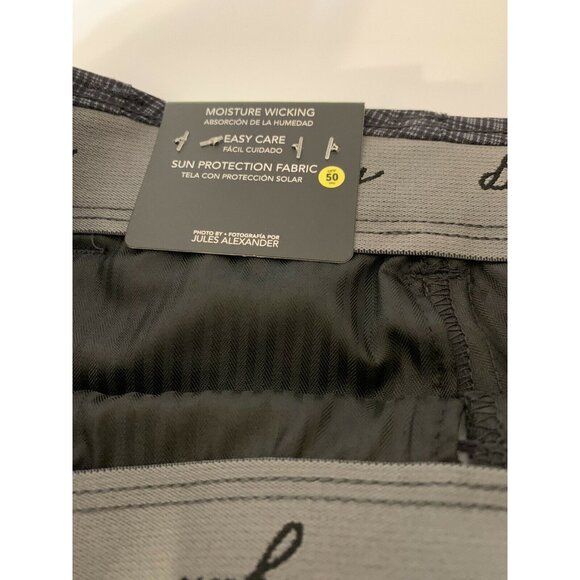 MOISTURE WICKING
ABSORCIÓN DE LA HUMEDAD
EASY CARE
FÁCIL CUIDADO
SUN PROTECTION FABRIC
TELA CON PROTECCIÓN SOLAR
50
PHOTO BY • FOTOGRAFÍA POR
JULES ALEXANDER